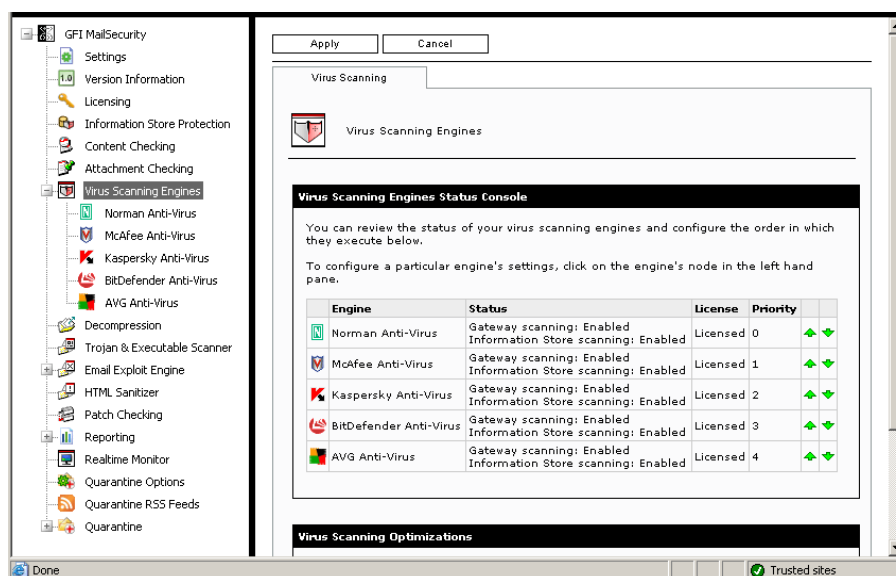 GFI MailSecurity
Settings
1.0 Version Information
Licensing
Information Store Protection
Content Checking
Attachment Checking
Virus Scanning Engines
Norman Anti-Virus
McAfee Anti-Virus
Kaspersky Anti-Virus
BitDefender Anti-Virus
AVG Anti-Virus
Decompression
Trojan & Executable Scanner
Email Exploit Engine
HTML Sanitizer
Patch Checking
Reporting
Realtime Monitor
Quarantine Options
Quarantine RSS Feeds
Quarantine
Apply Cancel
Virus Scanning
Virus Scanning Engines
Virus Scanning Engines Status Console
You can review the status of your virus scanning engines and configure the order in which
they execute below.
To configure a particular engine's settings, click on the engine's node in the left hand
pane.
Engine Status License Priority
Norman Anti-Virus Gateway scanning: Enabled Licensed 0
Information Store scanning: Enabled
McAfee Anti-Virus Gateway scanning: Enabled Licensed 1
Information Store scanning: Enabled
Kaspersky Anti-Virus Gateway scanning: Enabled Licensed 2
Information Store scanning: Enabled
BitDefender Anti-Virus Gateway scanning: Enabled Licensed 3
Information Store scanning: Enabled
AVG Anti-Virus Gateway scanning: Enabled Licensed 4
Information Store scanning: Enabled
Virus Scanning Optimizations
Done Trusted sites